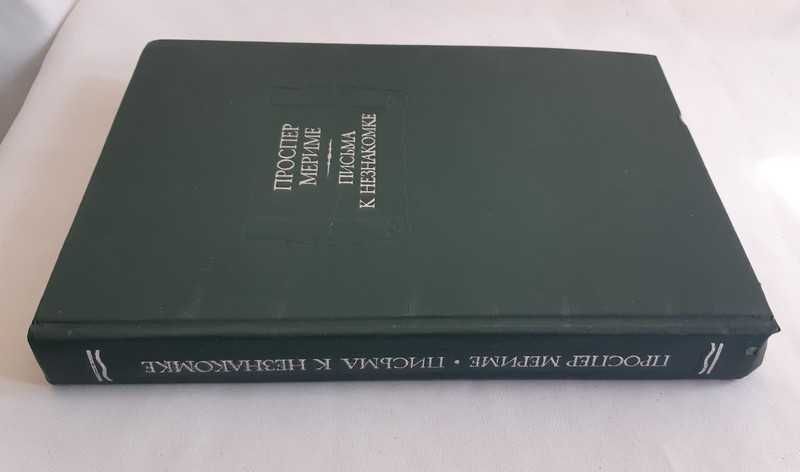 ПРОСПЕР
МЕРИМЕ
ПИСЬМА
К НЕЗНАКОМКЕ
ПРОСПЕР МЕРИМЕ • ПИСЬМА К НЕЗНАКОМКЕ